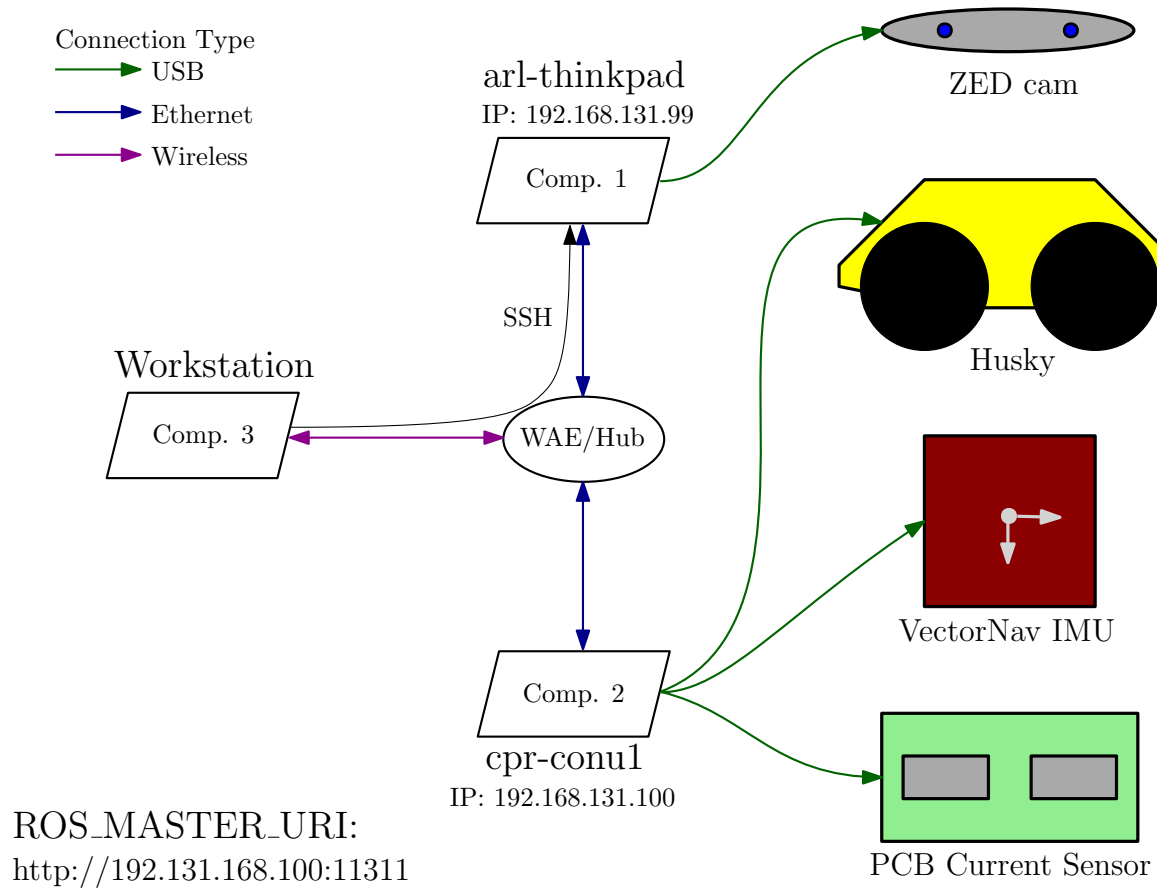 Connection Type
USB
Ethernet
Wireless
arl-thinkpad
IP: 192.168.131.99
Comp. 1
ZED cam
SSH
Husky
Workstation
Comp. 3
WAE/Hub
VectorNav IMU
Comp. 2
cpr-conu1
IP: 192.168.131.100
PCB Current Sensor
ROS_MASTER_URI:
http://192.131.168.100:11311